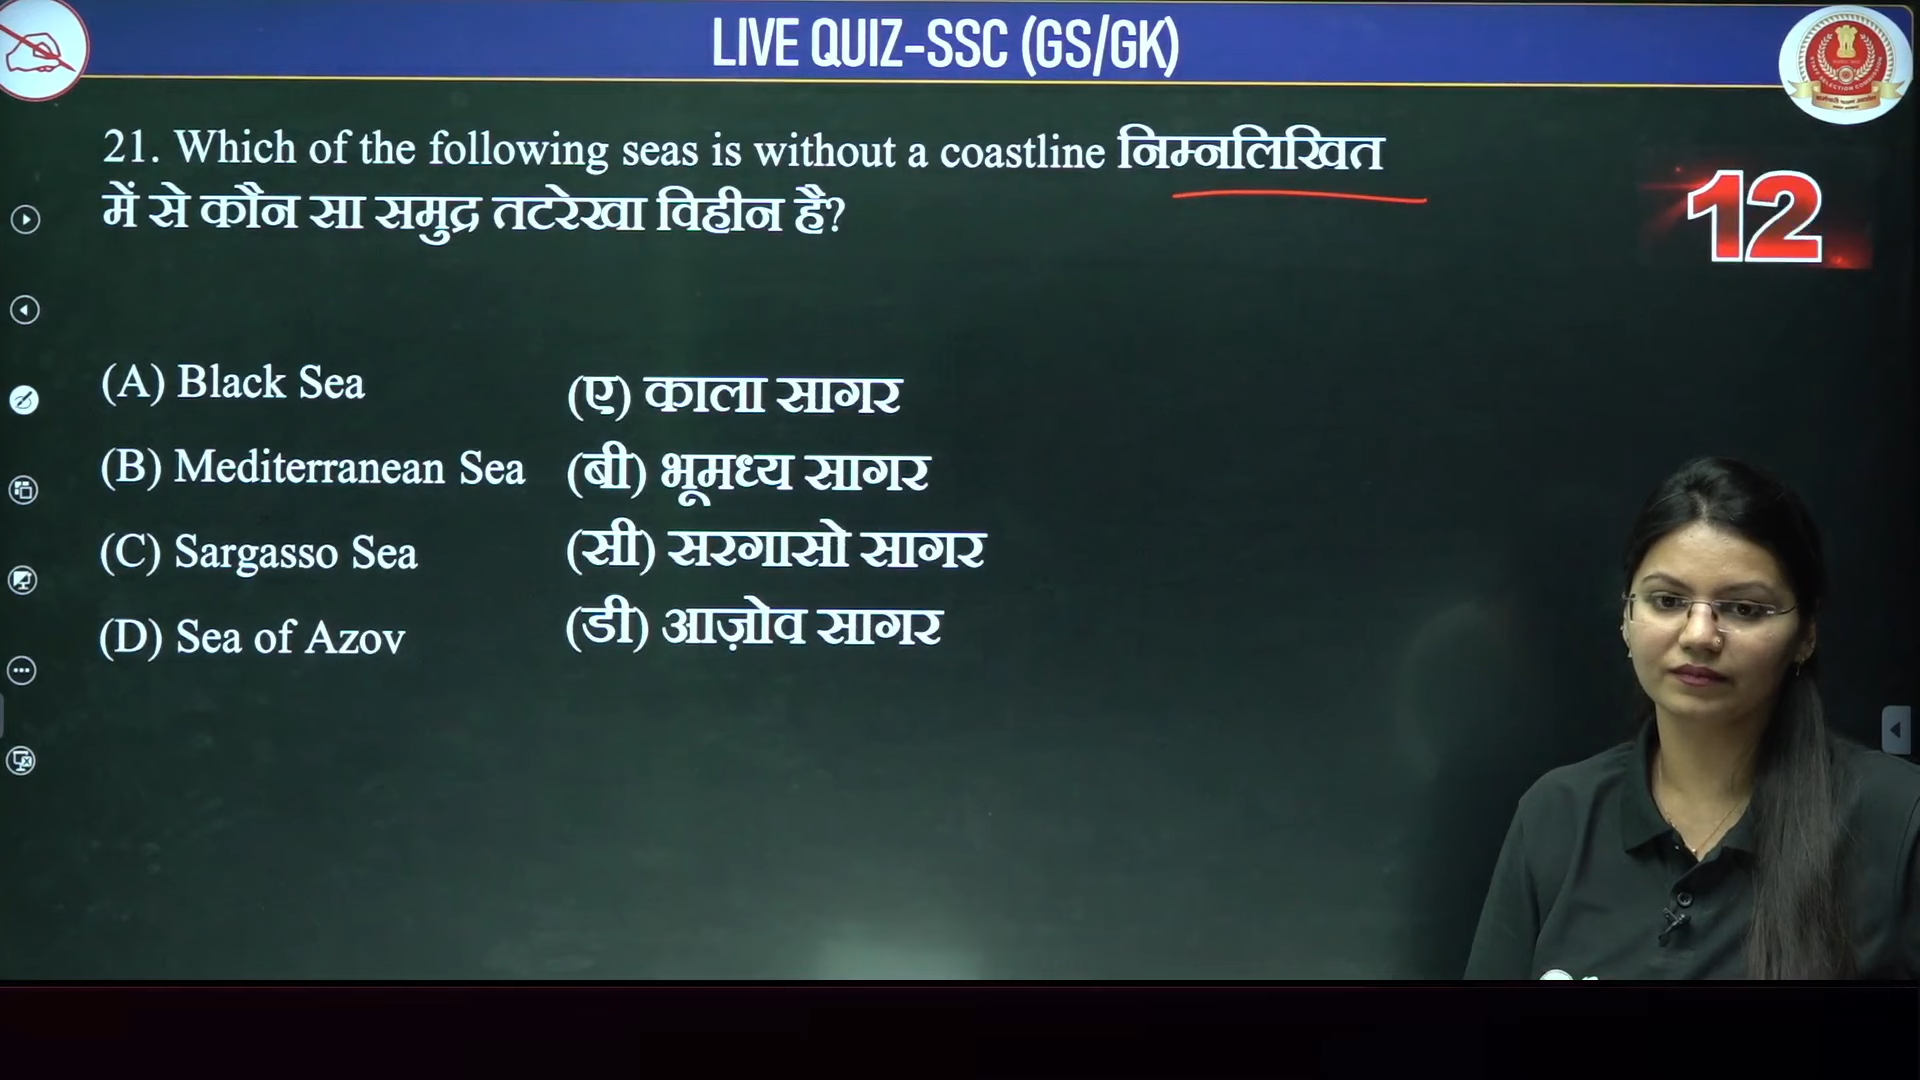 LIVE QUIZ-SSC (GS/GK)
21. Which of the following seas is without a coastline निम्नलिखित
में से कौन सा समुद्र तटरेखा विहीन है?
12
(A) Black Sea
(ए) काला सागर
(B) Mediterranean Sea
(बी) भूमध्य सागर
(C) Sargasso Sea
(सी) सरगासो सागर
(D) Sea of Azov
(डी) आज़ोव सागर